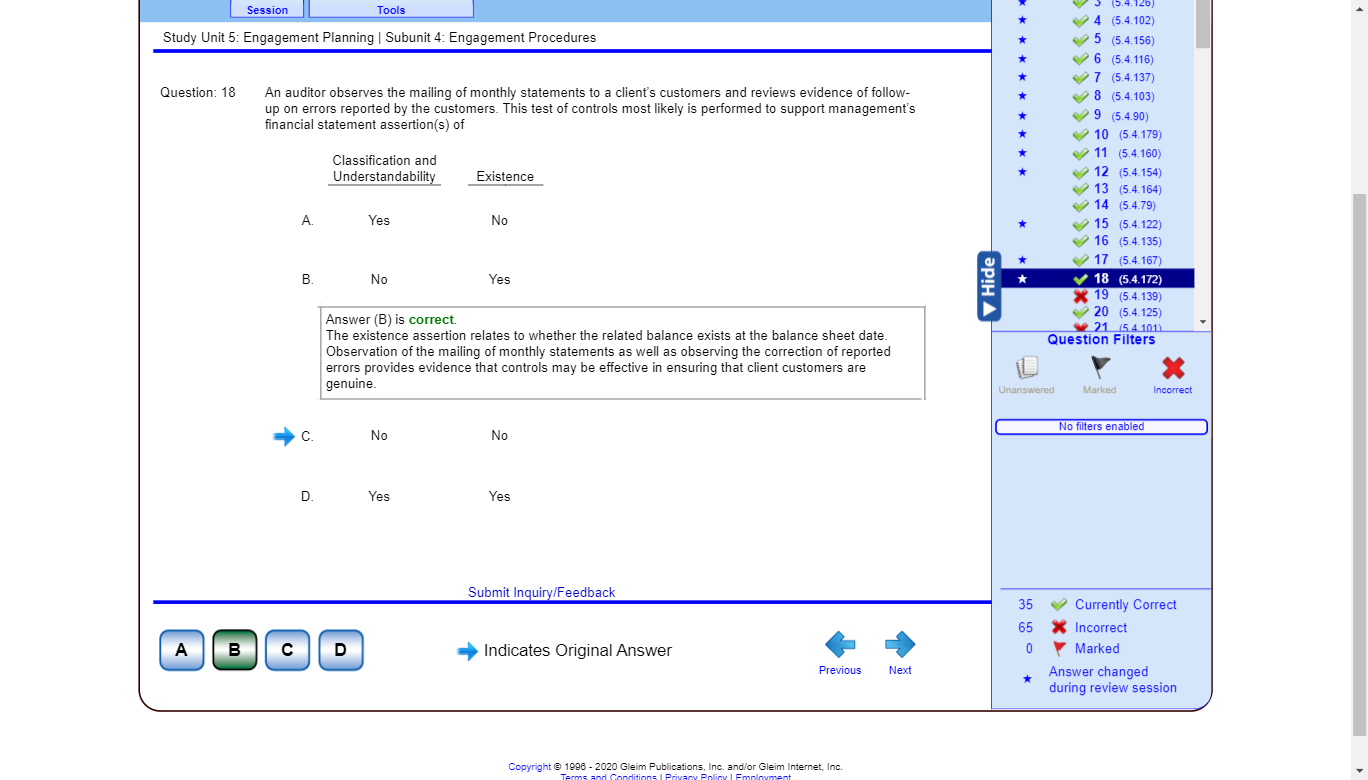 Session
Tools
Study Unit 5: Engagement Planning | Subunit 4: Engagement Procedures
Question: 18
An auditor observes the mailing of monthly statements to a client's customers and reviews evidence of follow-
up on errors reported by the customers. This test of controls most likely is performed to support management's
financial statement assertion(s) of
Classification and
Understandability Existence
A. Yes No
B. No Yes
Answer (B) is correct.
The existence assertion relates to whether the related balance exists at the balance sheet date.
Observation of the mailing of monthly statements as well as observing the correction of reported
errors provides evidence that controls may be effective in ensuring that client customers are
genuine.
C. No No
D. Yes Yes
Submit Inquiry/Feedback
A B C D
Indicates Original Answer
Previous
Next
Hide
3 (5.4.126)
4 (5.4.102)
5 (5.4.156)
6 (5.4.116)
7 (5.4.137)
8 (5.4.103)
9 (5.4.90)
10 (5.4.179)
11 (5.4.160)
12 (5.4.154)
13 (5.4.164)
14 (5.4.79)
15 (5.4.122)
16 (5.4.135)
17 (5.4.167)
18 (5.4.172)
19 (5.4.139)
20 (5.4.125)
21 (5.4.101)
Question Filters
Unanswered Marked Incorrect
No filters enabled
35 Currently Correct
65 Incorrect
0 Marked
Answer changed
during review session
Copyright © 1996 - 2020 Gleim Publications, Inc. and/or Gleim Internet, Inc.
Terms and Conditions | Privacy Policy | Employment